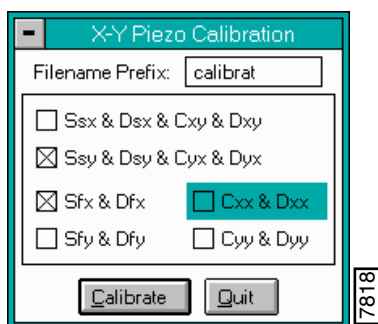 X-Y Piezo Calibration
Filename Prefix: calibrat
Ssx & Dsx & Cxy & Dxy
Ssy & Dsy & Cyx & Dyx
Sfx & Dfx Cxx & Dxx
Sfy & Dfy Cyy & Dyy
Calibrate Quit
7818